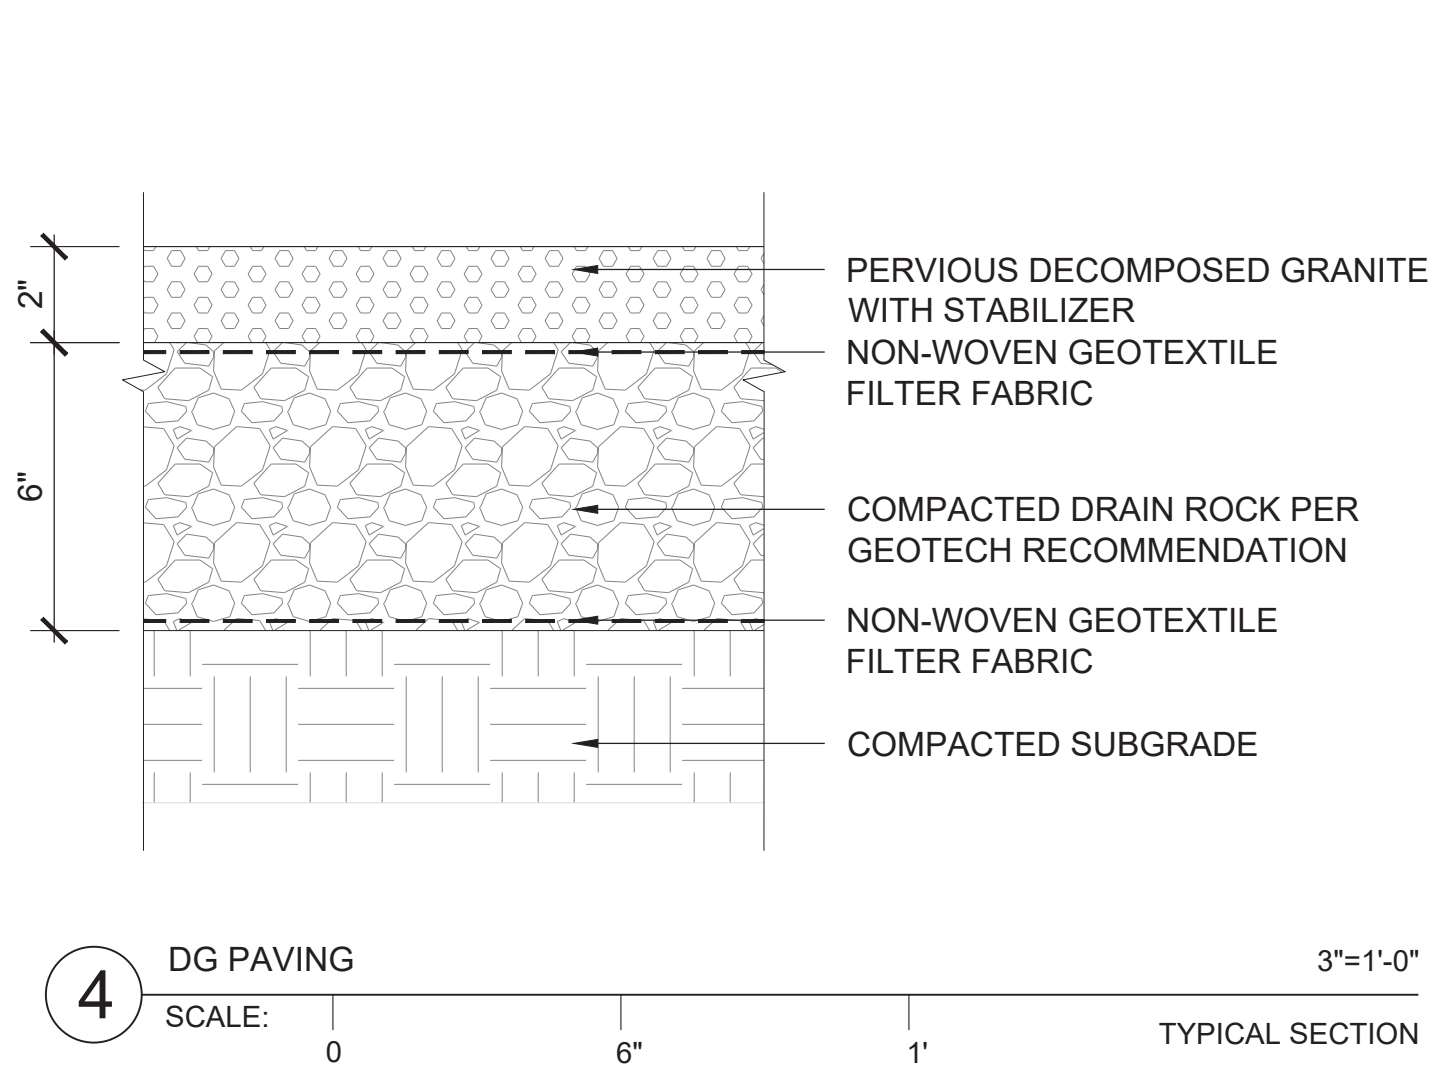 2"
PERVIOUS DECOMPOSED GRANITE
WITH STABILIZER
NON-WOVEN GEOTEXTILE
FILTER FABRIC
6"
COMPACTED DRAIN ROCK PER
GEOTECH RECOMMENDATION
NON-WOVEN GEOTEXTILE
FILTER FABRIC
COMPACTED SUBGRADE
4
DG PAVING
3"=1'-0"
SCALE:
0
6"
1'
TYPICAL SECTION